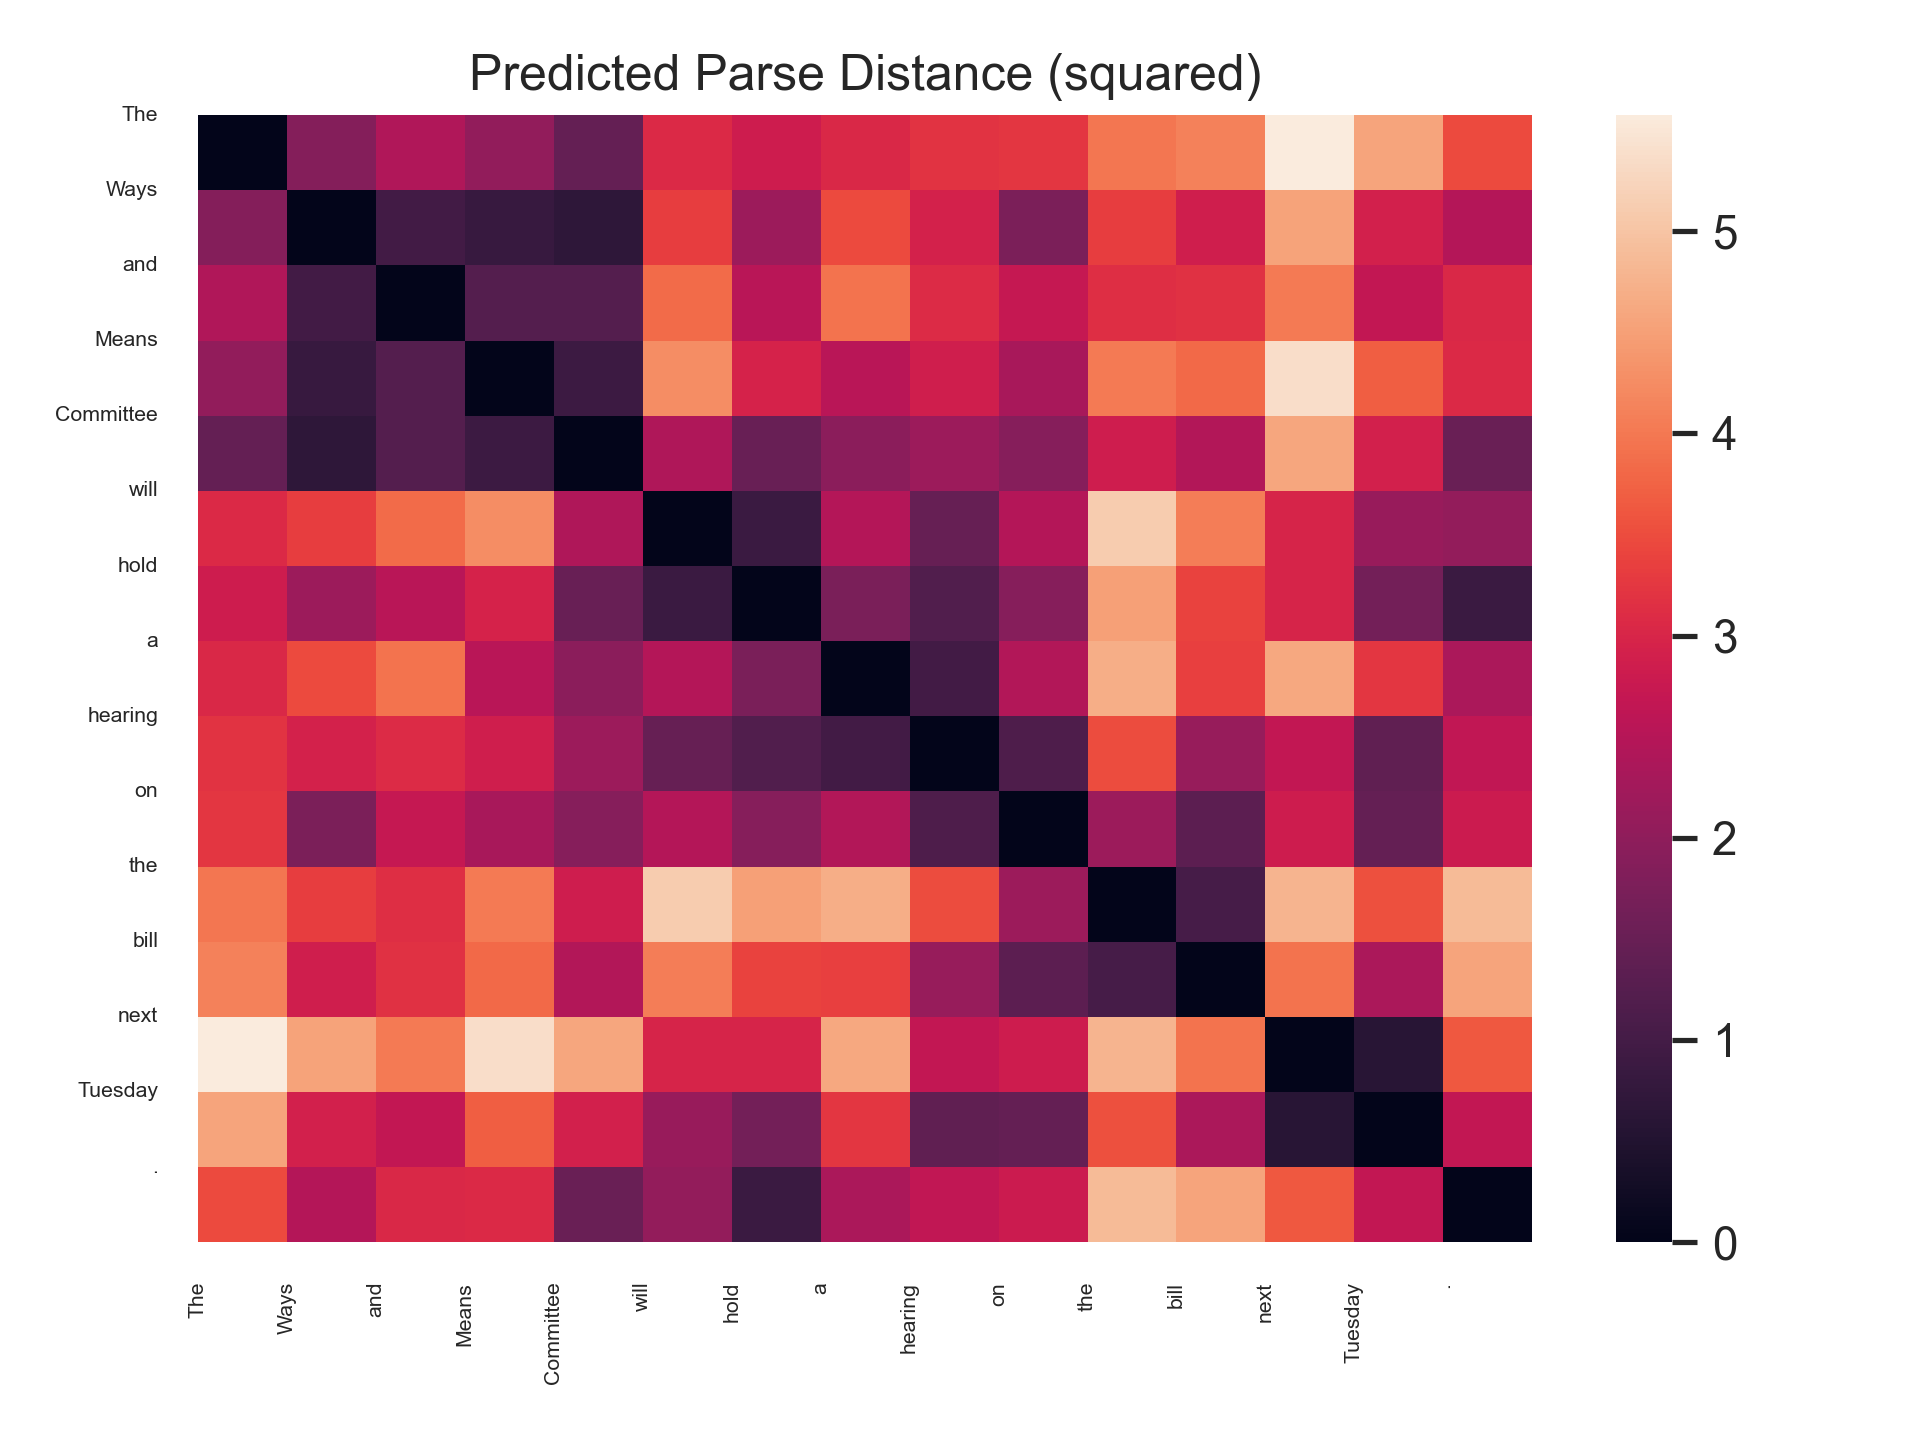 Predicted Parse Distance (squared)
The
Ways
and
Means
Committee
will
hold
a
hearing
on
the
bill
next
Tuesday
.
5
4
3
2
1
0
The
Ways
and
Means
Committee
will
hold
a
hearing
on
the
bill
next
Tuesday
.